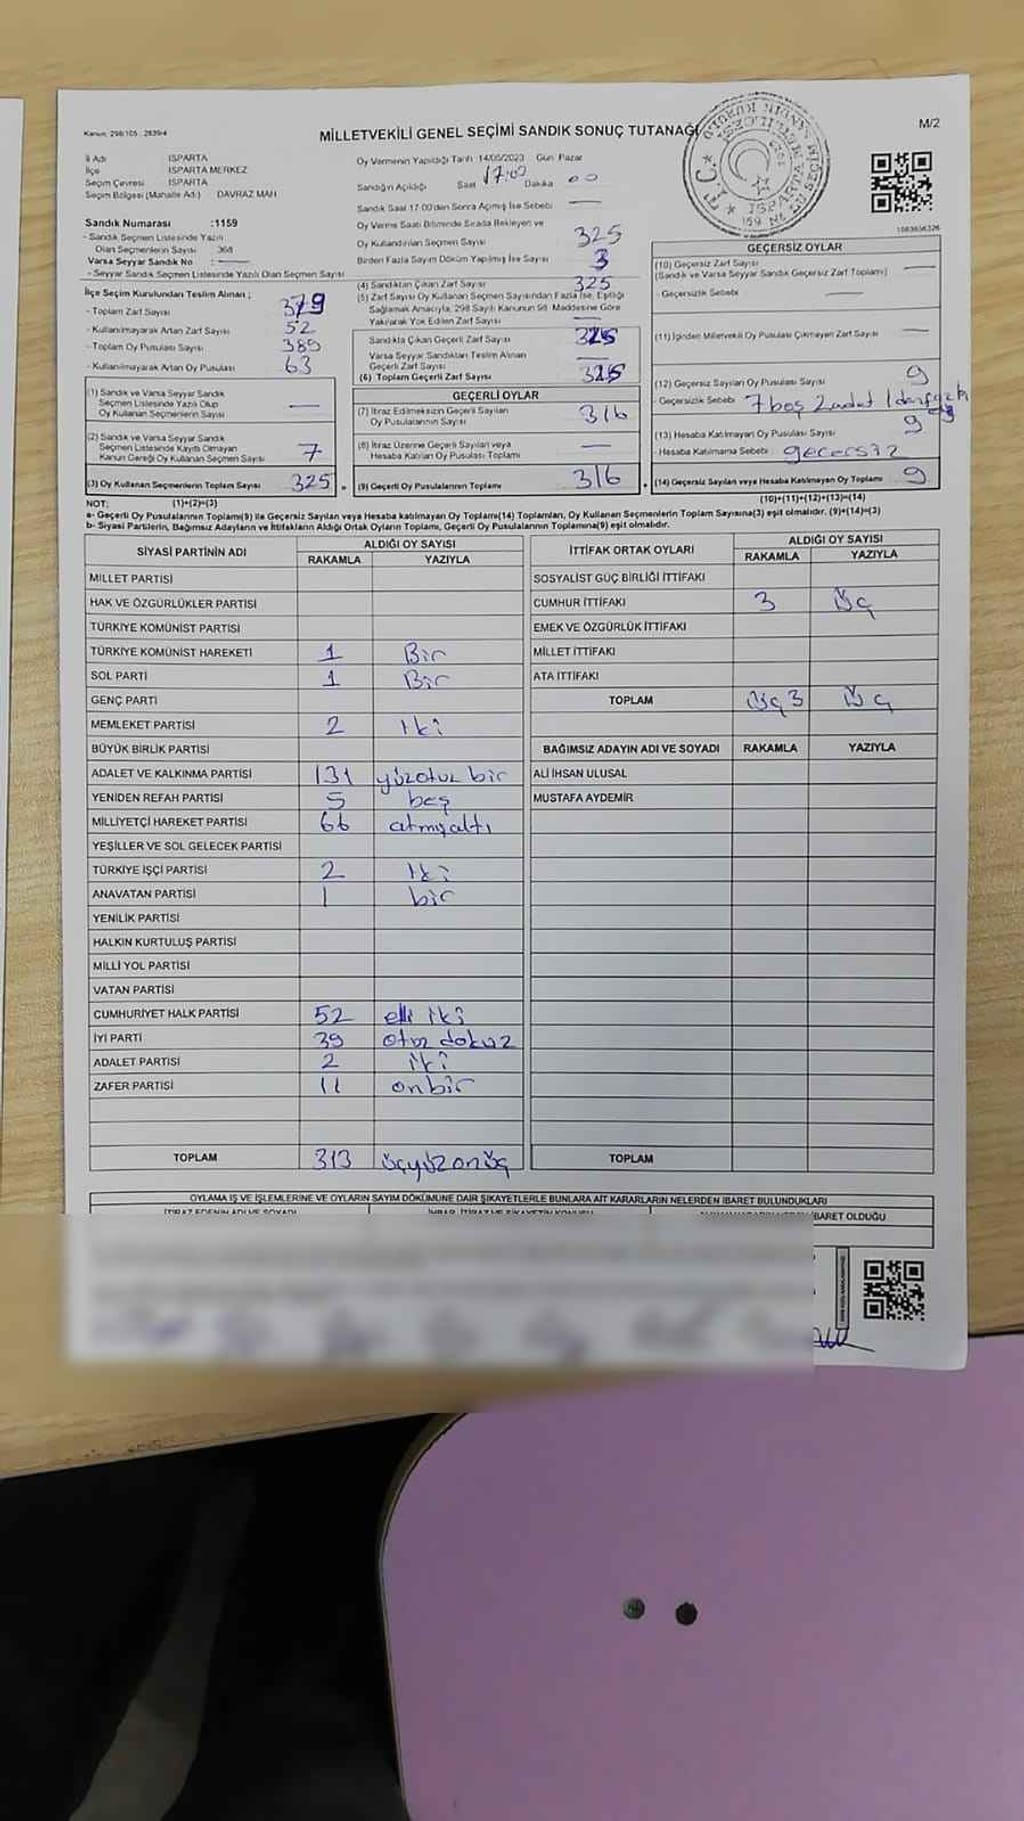 Kanun: 298/105 : 2839/4
MİLLETVEKİLİ GENEL SEÇİMİ SANDIK SONUÇ TUTANAĞI
M/2
İl Adı ISPARTA
İlçe ISPARTA MERKEZ
Seçim Çevresi ISPARTA
Seçim Bölgesi (Mahalle Adı:) DAVRAZ MAH
Oy Vermenin Yapıldığı Tarih :14/05/2023 Gün: Pazar
Sandığın Açıldığı Saat 17:00 Dakika 00
Sandık Saat 17:00'den Sonra Açılmış İse Sebebi —
Sandık Numarası :1159
- Sandık Seçmen Listesinde Yazılı
Olan Seçmenlerin Sayısı 368
Varsa Seyyar Sandık No : —
- Seyyar Sandık Seçmen Listesinde Yazılı Olan Seçmen Sayısı
Oy Verme Saati Bitiminde Sırada Bekleyen ve
Oy Kullandırılan Seçmen Sayısı 325
Birden Fazla Sayım Döküm Yapılmış İse Sayısı 3
İlçe Seçim Kurulundan Teslim Alınan ;
- Toplam Zarf Sayısı 379
- Kullanılmayarak Artan Zarf Sayısı 52
- Toplam Oy Pusulası Sayısı 385
- Kullanılmayarak Artan Oy Pusulası 63
(4) Sandıktan Çıkan Zarf Sayısı 325
(5) Zarf Sayısı Oy Kullanan Seçmen Sayısından Fazla İse, Eşitliği
Sağlamak Amacıyla, 298 Sayılı Kanunun 98. Maddesine Göre
Yakılarak Yok Edilen Zarf Sayısı —
Sandıkta Çıkan Geçerli Zarf Sayısı 325
Varsa Seyyar Sandıktan Teslim Alınan
Geçerli Zarf Sayısı —
(6) Toplam Geçerli Zarf Sayısı 325
(1) Sandık ve Varsa Seyyar Sandık
Seçmen Listesinde Yazılı Olup
Oy Kullanan Seçmenlerin Sayısı —
(2) Sandık ve Varsa Seyyar Sandık
Seçmen Listesinde Kayıtlı Olmayan
Kanun Gereği Oy Kullanan Seçmen Sayısı 7
(3) Oy Kullanan Seçmenlerin Toplam Sayısı 325
GEÇERLİ OYLAR
(7) İtiraz Edilmeksizin Geçerli Sayılan
Oy Pusulalarının Sayısı 316
(8) İtiraz Üzerine Geçerli Sayılan veya
Hesaba Katılan Oy Pusulası Toplamı —
(9) Geçerli Oy Pusulalarının Toplamı 316
1083836326
GEÇERSİZ OYLAR
(10) Geçersiz Zarf Sayısı
(Sandık ve Varsa Seyyar Sandık Geçersiz Zarf Toplamı) —
- Geçersizlik Sebebi —
(11) İçinden Milletvekili Oy Pusulası Çıkmayan Zarf Sayısı —
(12) Geçersiz Sayılan Oy Pusulası Sayısı 9
- Geçersizlik Sebebi 7 boş 2 adet
(13) Hesaba Katılmayan Oy Pusulası Sayısı 9
- Hesaba Katılmama Sebebi geçersiz
(14) Geçersiz Sayılan veya Hesaba Katılmayan Oy Toplamı 9
NOT: (1)+(2)=(3) (10)+(11)+(12)+(13)=(14)
a- Geçerli Oy Pusulalarının Toplamı(9) ile Geçersiz Sayılan veya Hesaba katılmayan Oy Toplamı(14) Toplamları, Oy Kullanan Seçmenlerin Toplam Sayısına(3) eşit olmalıdır. (9)+(14)=(3)
b- Siyasi Partilerin, Bağımsız Adayların ve İttifakların Aldığı Ortak Oyların Toplamı, Geçerli Oy Pusulalarının Toplamına(9) eşit olmalıdır.
SİYASİ PARTİNİN ADI ALDIĞI OY SAYISI
RAKAMLA YAZIYLA
MİLLET PARTİSİ
HAK VE ÖZGÜRLÜKLER PARTİSİ
TÜRKİYE KOMÜNİST PARTİSİ
TÜRKİYE KOMÜNİST HAREKETİ 1 Bir
SOL PARTİ 1 Bir
GENÇ PARTİ
MEMLEKET PARTİSİ 2 iki
BÜYÜK BİRLİK PARTİSİ
ADALET VE KALKINMA PARTİSİ 131 yüzotuz bir
YENİDEN REFAH PARTİSİ 5 beş
MİLLİYETÇİ HAREKET PARTİSİ 66 atmışaltı
YEŞİLLER VE SOL GELECEK PARTİSİ
TÜRKİYE İŞÇİ PARTİSİ 2 iki
ANAVATAN PARTİSİ 1 bir
YENİLİK PARTİSİ
HALKIN KURTULUŞ PARTİSİ
MİLLİ YOL PARTİSİ
VATAN PARTİSİ
CUMHURİYET HALK PARTİSİ 52 elli iki
İYİ PARTİ 39 otuz dokuz
ADALET PARTİSİ 2 iki
ZAFER PARTİSİ 11 onbir
TOPLAM 313 üçyüzonüç
İTTİFAK ORTAK OYLARI ALDIĞI OY SAYISI
RAKAMLA YAZIYLA
SOSYALİST GÜÇ BİRLİĞİ İTTİFAKI
CUMHUR İTTİFAKI 3 Üç
EMEK VE ÖZGÜRLÜK İTTİFAKI
MİLLET İTTİFAKI
ATA İTTİFAKI
TOPLAM Üç 3 Üç
BAĞIMSIZ ADAYIN ADI VE SOYADI RAKAMLA YAZIYLA
ALİ İHSAN ULUSAL
MUSTAFA AYDEMİR
TOPLAM
OYLAMA İŞ VE İŞLEMLERİNE VE OYLARIN SAYIM DÖKÜMÜNE DAİR ŞİKAYETLERLE BUNLARA AİT KARARLARIN NELERDEN İBARET BULUNDUKLARI
İTİRAZ EDENİN ADI VE SOYADI
İBARET OLDUĞU